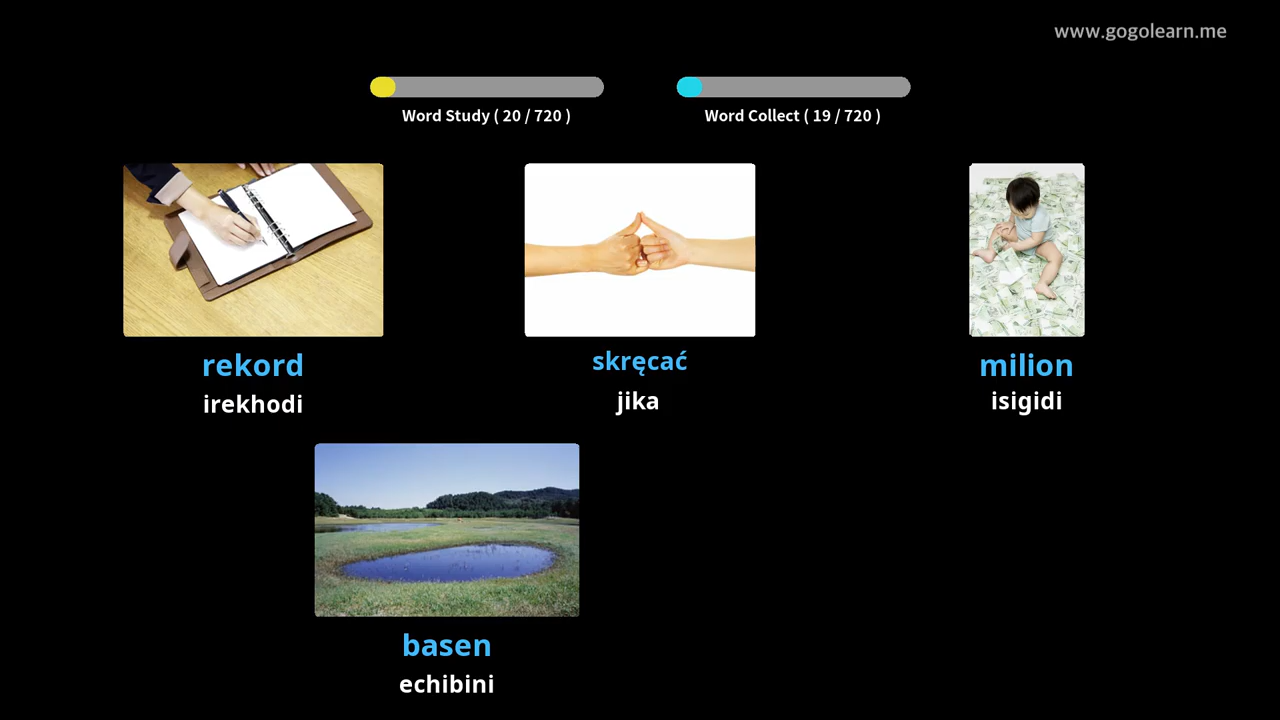 www.gogolearn.me
Word Study ( 20 / 720 )
Word Collect ( 19 / 720 )
rekord
irekhodi
skręcać
jika
milion
isigidi
basen
echibini